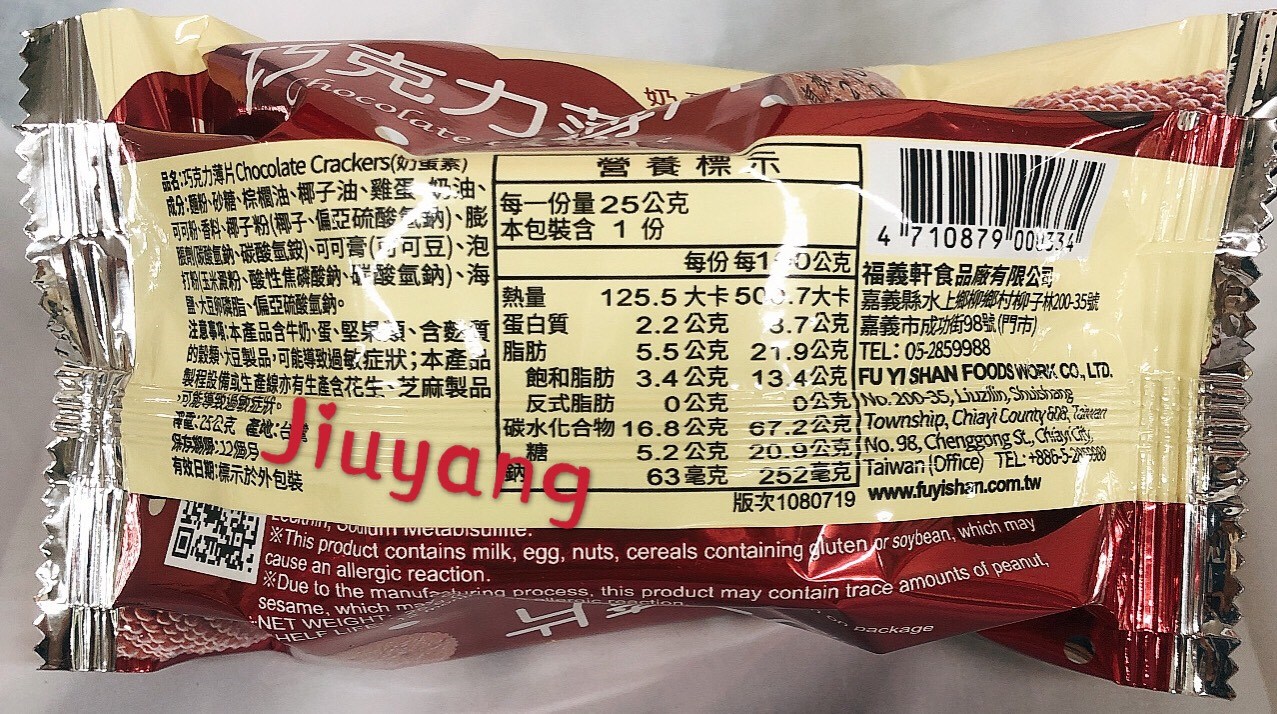 巧克力薄片
Chocolate
奶
品名:巧克力薄片Chocolate Crackers(奶蛋素)
成分:麵粉、砂糖、棕櫚油、椰子油、雞蛋、奶油、
可可粉、香料、椰子粉(椰子、偏亞硫酸氫鈉)、膨
脹劑(碳酸氫鈉、碳酸氫銨)、可可膏(可可豆)、泡
打粉(玉米澱粉、酸性焦磷酸鈉、碳酸氫鈉)、海
鹽、大豆卵磷脂、偏亞硫酸氫鈉。
注意事項:本產品含牛奶、蛋、堅果類、含麩質
的穀類、大豆製品,可能導致過敏症狀;本產品
製程設備或生產線亦有生產含花生、芝麻製品
,可能導致過敏症狀。
淨重:25公克 產地:台灣
保存期限:12個月
有效日期:標示於外包裝
Jiuyang
營養標示
每一份量25公克
本包裝含 1 份
每份 每100公克
熱量 125.5大卡 大卡
蛋白質 2.2公克 8.7公克
脂肪 5.5公克 21.9公克
飽和脂肪 3.4公克 13.4公克
反式脂肪 0公克 0公克
碳水化合物 16.8公克 67.2公克
糖 5.2公克 20.9公克
鈉 63毫克 252毫克
版次1080719
4 710879 008334
福義軒食品廠有限公司
嘉義縣水上鄉柳鄉村柳子林200-35號
嘉義市成功街98號(門市)
TEL: 05-2859988
FU YI SHAN FOODS WORK CO., LTD.
No.200-35, Liuzilin, Shuishang
Township, Chiayi County 608, Taiwan
No. 98, Chenggong St., Chiayi City,
Taiwan (Office) TEL: +886-5-2859988
www.fuyishan.com.tw
Lecithin, Sodium Metabisulfite.
※This product contains milk, egg, nuts, cereals containing gluten or soybean, which may
cause an allergic reaction.
※Due to the manufacturing process, this product may contain trace amounts of peanut,
sesame, which may allergic reaction
NET WEIGHT
SHELF LIFE
on package